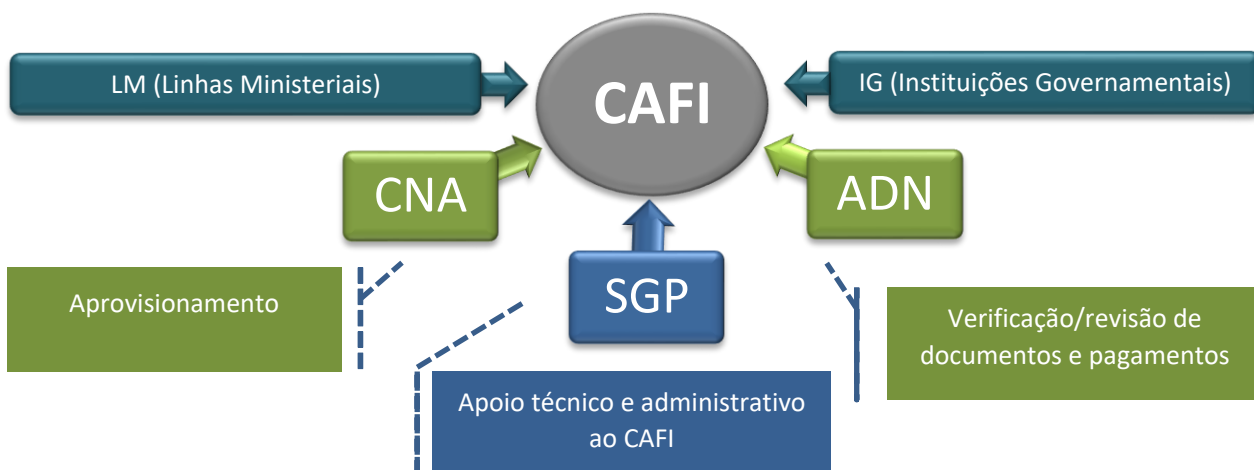 CAFI
LM (Linhas Ministeriais)
IG (Instituições Governamentais)
CNA
ADN
SGP
Aprovisionamento
Verificação/revisão de
documentos e pagamentos
Apoio técnico e administrativo
ao CAFI